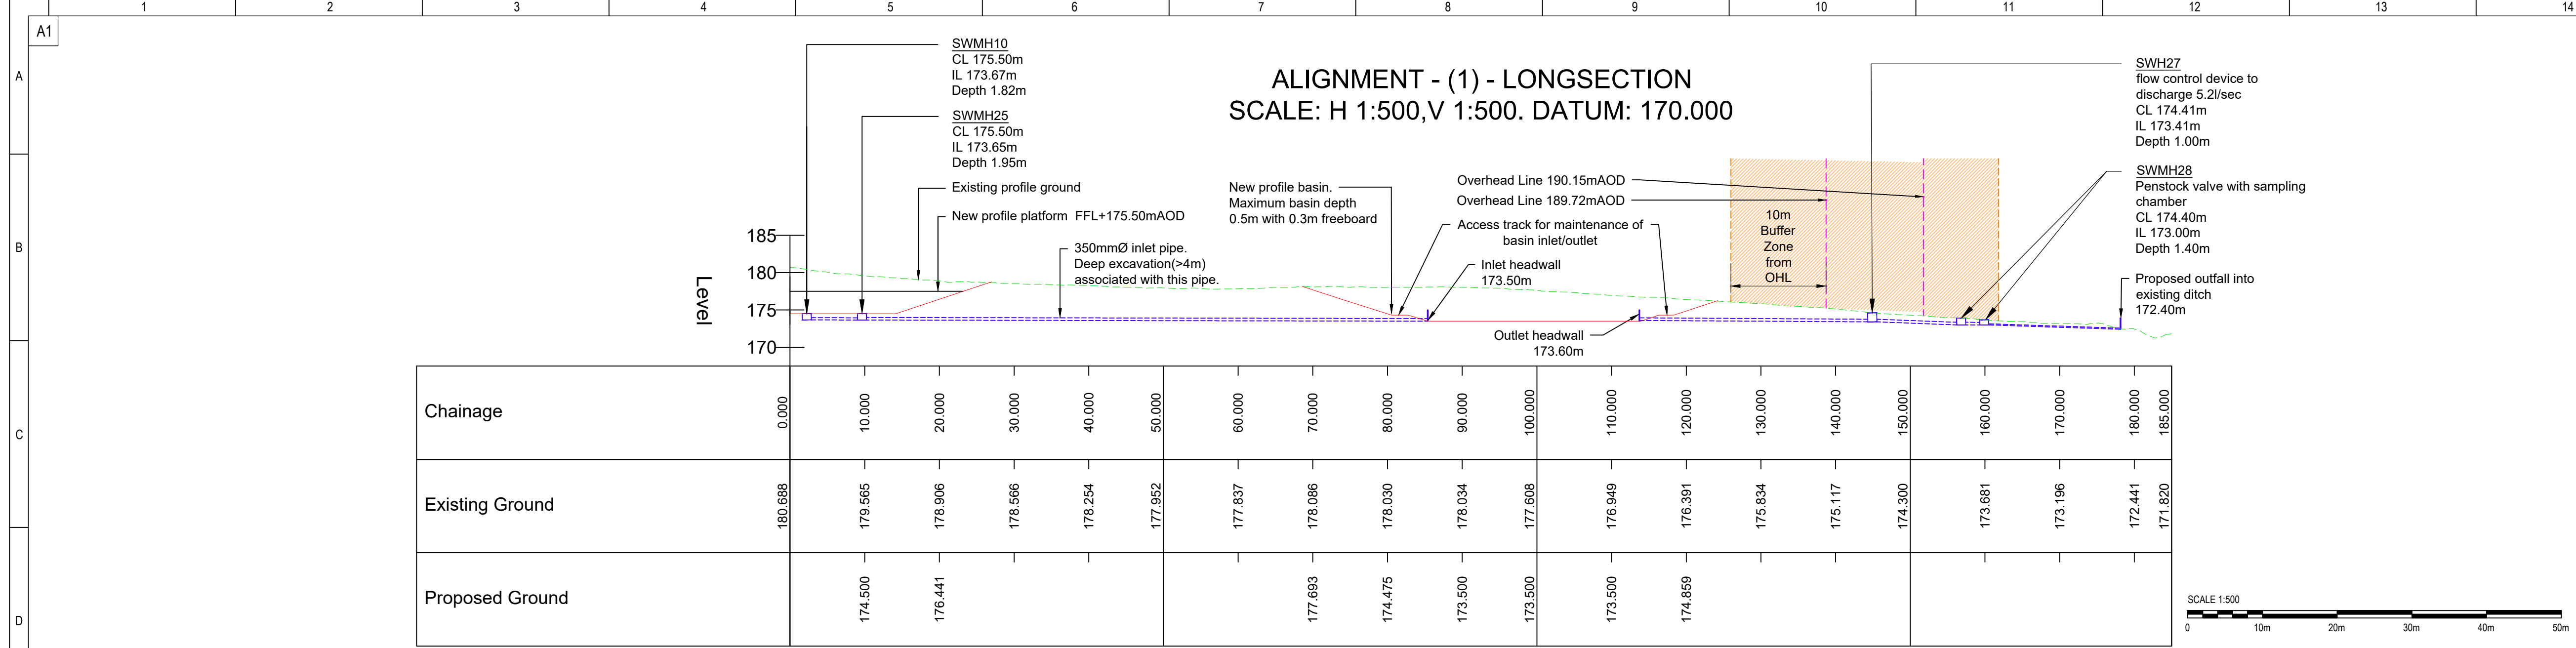 1 2 3 4 5 6 7 8 9 10 11 12 13 14
A1
A
B
C
D
ALIGNMENT - (1) - LONGSECTION
SCALE: H 1:500,V 1:500. DATUM: 170.000
SWMH10
CL 175.50m
IL 173.67m
Depth 1.82m
SWMH25
CL 175.50m
IL 173.65m
Depth 1.95m
Existing profile ground
New profile platform FFL+175.50mAOD
350mmØ inlet pipe.
Deep excavation(>4m)
associated with this pipe.
New profile basin.
Maximum basin depth
0.5m with 0.3m freeboard
Overhead Line 190.15mAOD
Overhead Line 189.72mAOD
Access track for maintenance of
basin inlet/outlet
Inlet headwall
173.50m
Outlet headwall
173.60m
10m
Buffer
Zone
from
OHL
SWH27
flow control device to
discharge 5.2l/sec
CL 174.41m
IL 173.41m
Depth 1.00m
SWMH28
Penstock valve with sampling
chamber
CL 174.40m
IL 173.00m
Depth 1.40m
Proposed outfall into
existing ditch
172.40m
Level
185
180
175
170
Chainage 0.000 10.000 20.000 30.000 40.000 50.000 60.000 70.000 80.000 90.000 100.000 110.000 120.000 130.000 140.000 150.000 160.000 170.000 180.000 185.000
Existing Ground 180.688 179.565 178.906 178.566 178.254 177.952 177.837 178.086 178.030 178.034 177.608 176.949 176.391 175.834 175.117 174.300 173.681 173.196 172.441 171.820
Proposed Ground 174.500 176.441 177.693 174.475 173.500 173.500 173.500 174.859
SCALE 1:500
0 10m 20m 30m 40m 50m